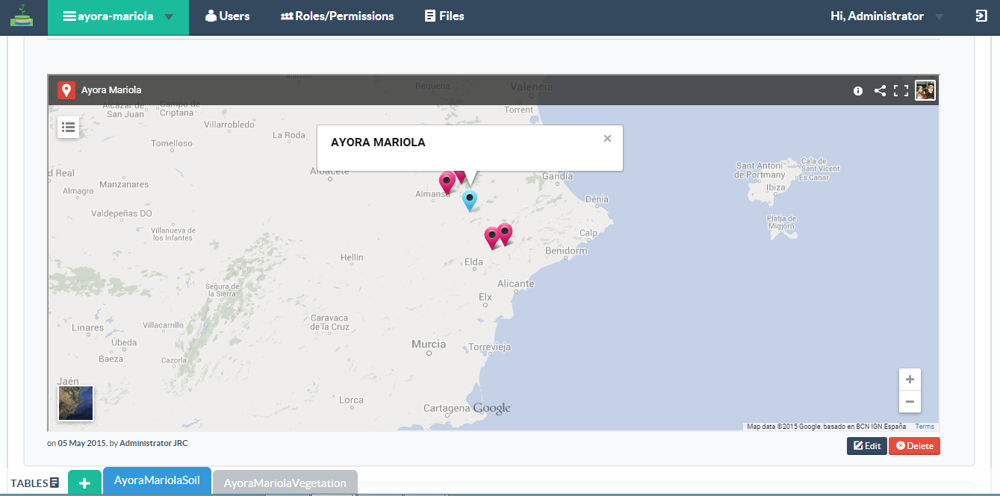 ayora-mariola
Users
Roles/Permissions
Files
Hi, Administrator
Ayora Mariola
Requena
Valencia
Alcázar de
San Juan
Campo de
Criptana
Torrent
Villarrobledo
La Roda
Tomelloso
AYORA MARIOLA
Albacete
d Real
Manzanares
Almagro
Almansa
Gandía
Sant Antoni
de Portmany
Cala de
Sant Vicent
Es Canar
Ibiza
Dénia
Valdepeñas DO
Platja de
Migjorn
Villanueva de
los Infantes
Calp
Benidorm
Hellín
Elda
Segura de
la Sierra
Alicante
Elx
Caravaca
de la Cruz
Linares
Villacarrillo
Úbeda
Baeza
Cazorla
Murcia
Torrevieja
Jaén
Lorca
Cartagena
Google
Map data ©2015 Google, basado en BCN IGN España
Terms
on 05 May 2015, by Administrator JRC
Edit
Delete
TABLES
AyoraMariolaSoil
AyoraMariolaVegetation